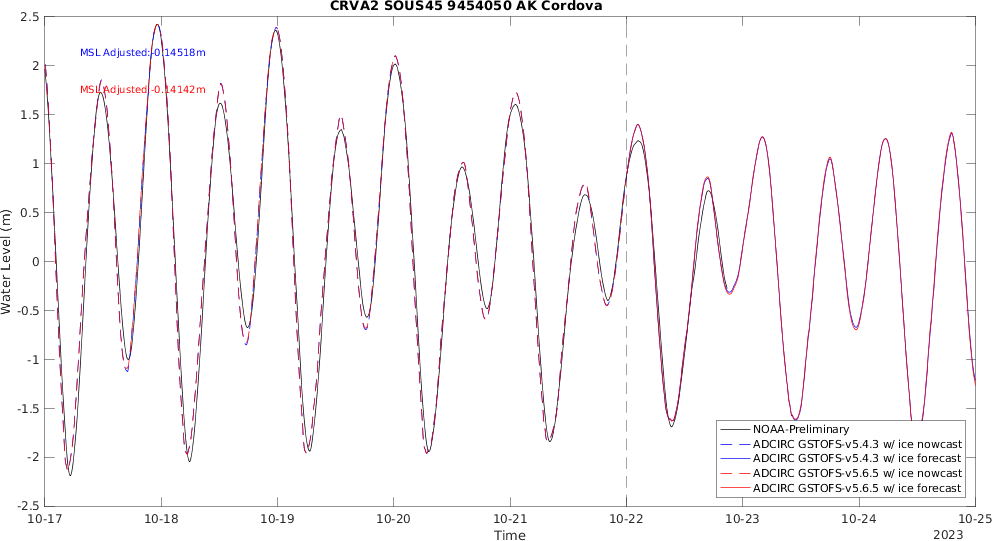 CRVA2 SOUS45 9454050 AK Cordova
MSL Adjusted:-0.14518m
MSL Adjusted:-0.14142m
Water Level (m)
2.5
2
1.5
1
0.5
0
-0.5
-1
-1.5
-2
-2.5
NOAA-Preliminary
ADCIRC GSTOFS-v5.4.3 w/ ice nowcast
ADCIRC GSTOFS-v5.4.3 w/ ice forecast
ADCIRC GSTOFS-v5.6.5 w/ ice nowcast
ADCIRC GSTOFS-v5.6.5 w/ ice forecast
10-17 10-18 10-19 10-20 10-21 10-22 10-23 10-24 10-25
Time
2023